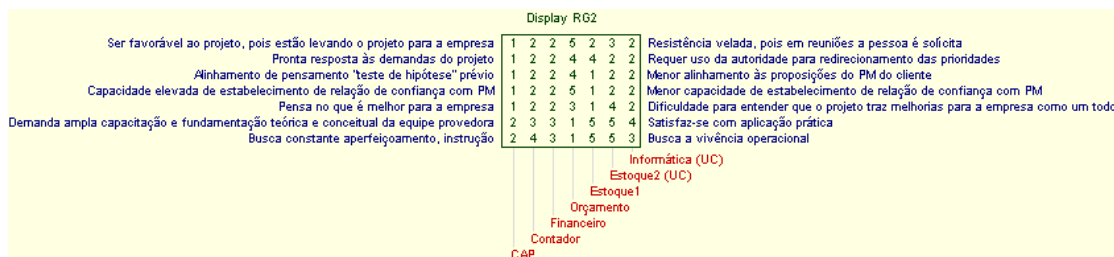 Display RG2
Ser favorável ao projeto, pois estão levando o projeto para a empresa 1 2 2 5 2 3 2 Resistência velada, pois em reuniões a pessoa é solícita
Pronta resposta às demandas do projeto 1 2 2 4 4 2 2 Requer uso da autoridade para redirecionamento das prioridades
Alinhamento de pensamento "teste de hipótese" prévio 1 2 2 4 1 2 2 Menor alinhamento às proposições do PM do cliente
Capacidade elevada de estabelecimento de relação de confiança com PM 1 2 2 5 1 2 2 Menor capacidade de estabelecimento de relação de confiança com PM
Pensa no que é melhor para a empresa 1 2 2 3 1 4 2 Dificuldade para entender que o projeto traz melhorias para a empresa como um todo
Demanda ampla capacitação e fundamentação teórica e conceitual da equipe provedora 2 3 3 1 5 5 4 Satisfaz-se com aplicação prática
Busca constante aperfeiçoamento, instrução 2 4 3 1 5 5 3 Busca a vivência operacional
Informática (UC)
Estoque2 (UC)
Estoque1
Orçamento
Financeiro
Contador
CAP